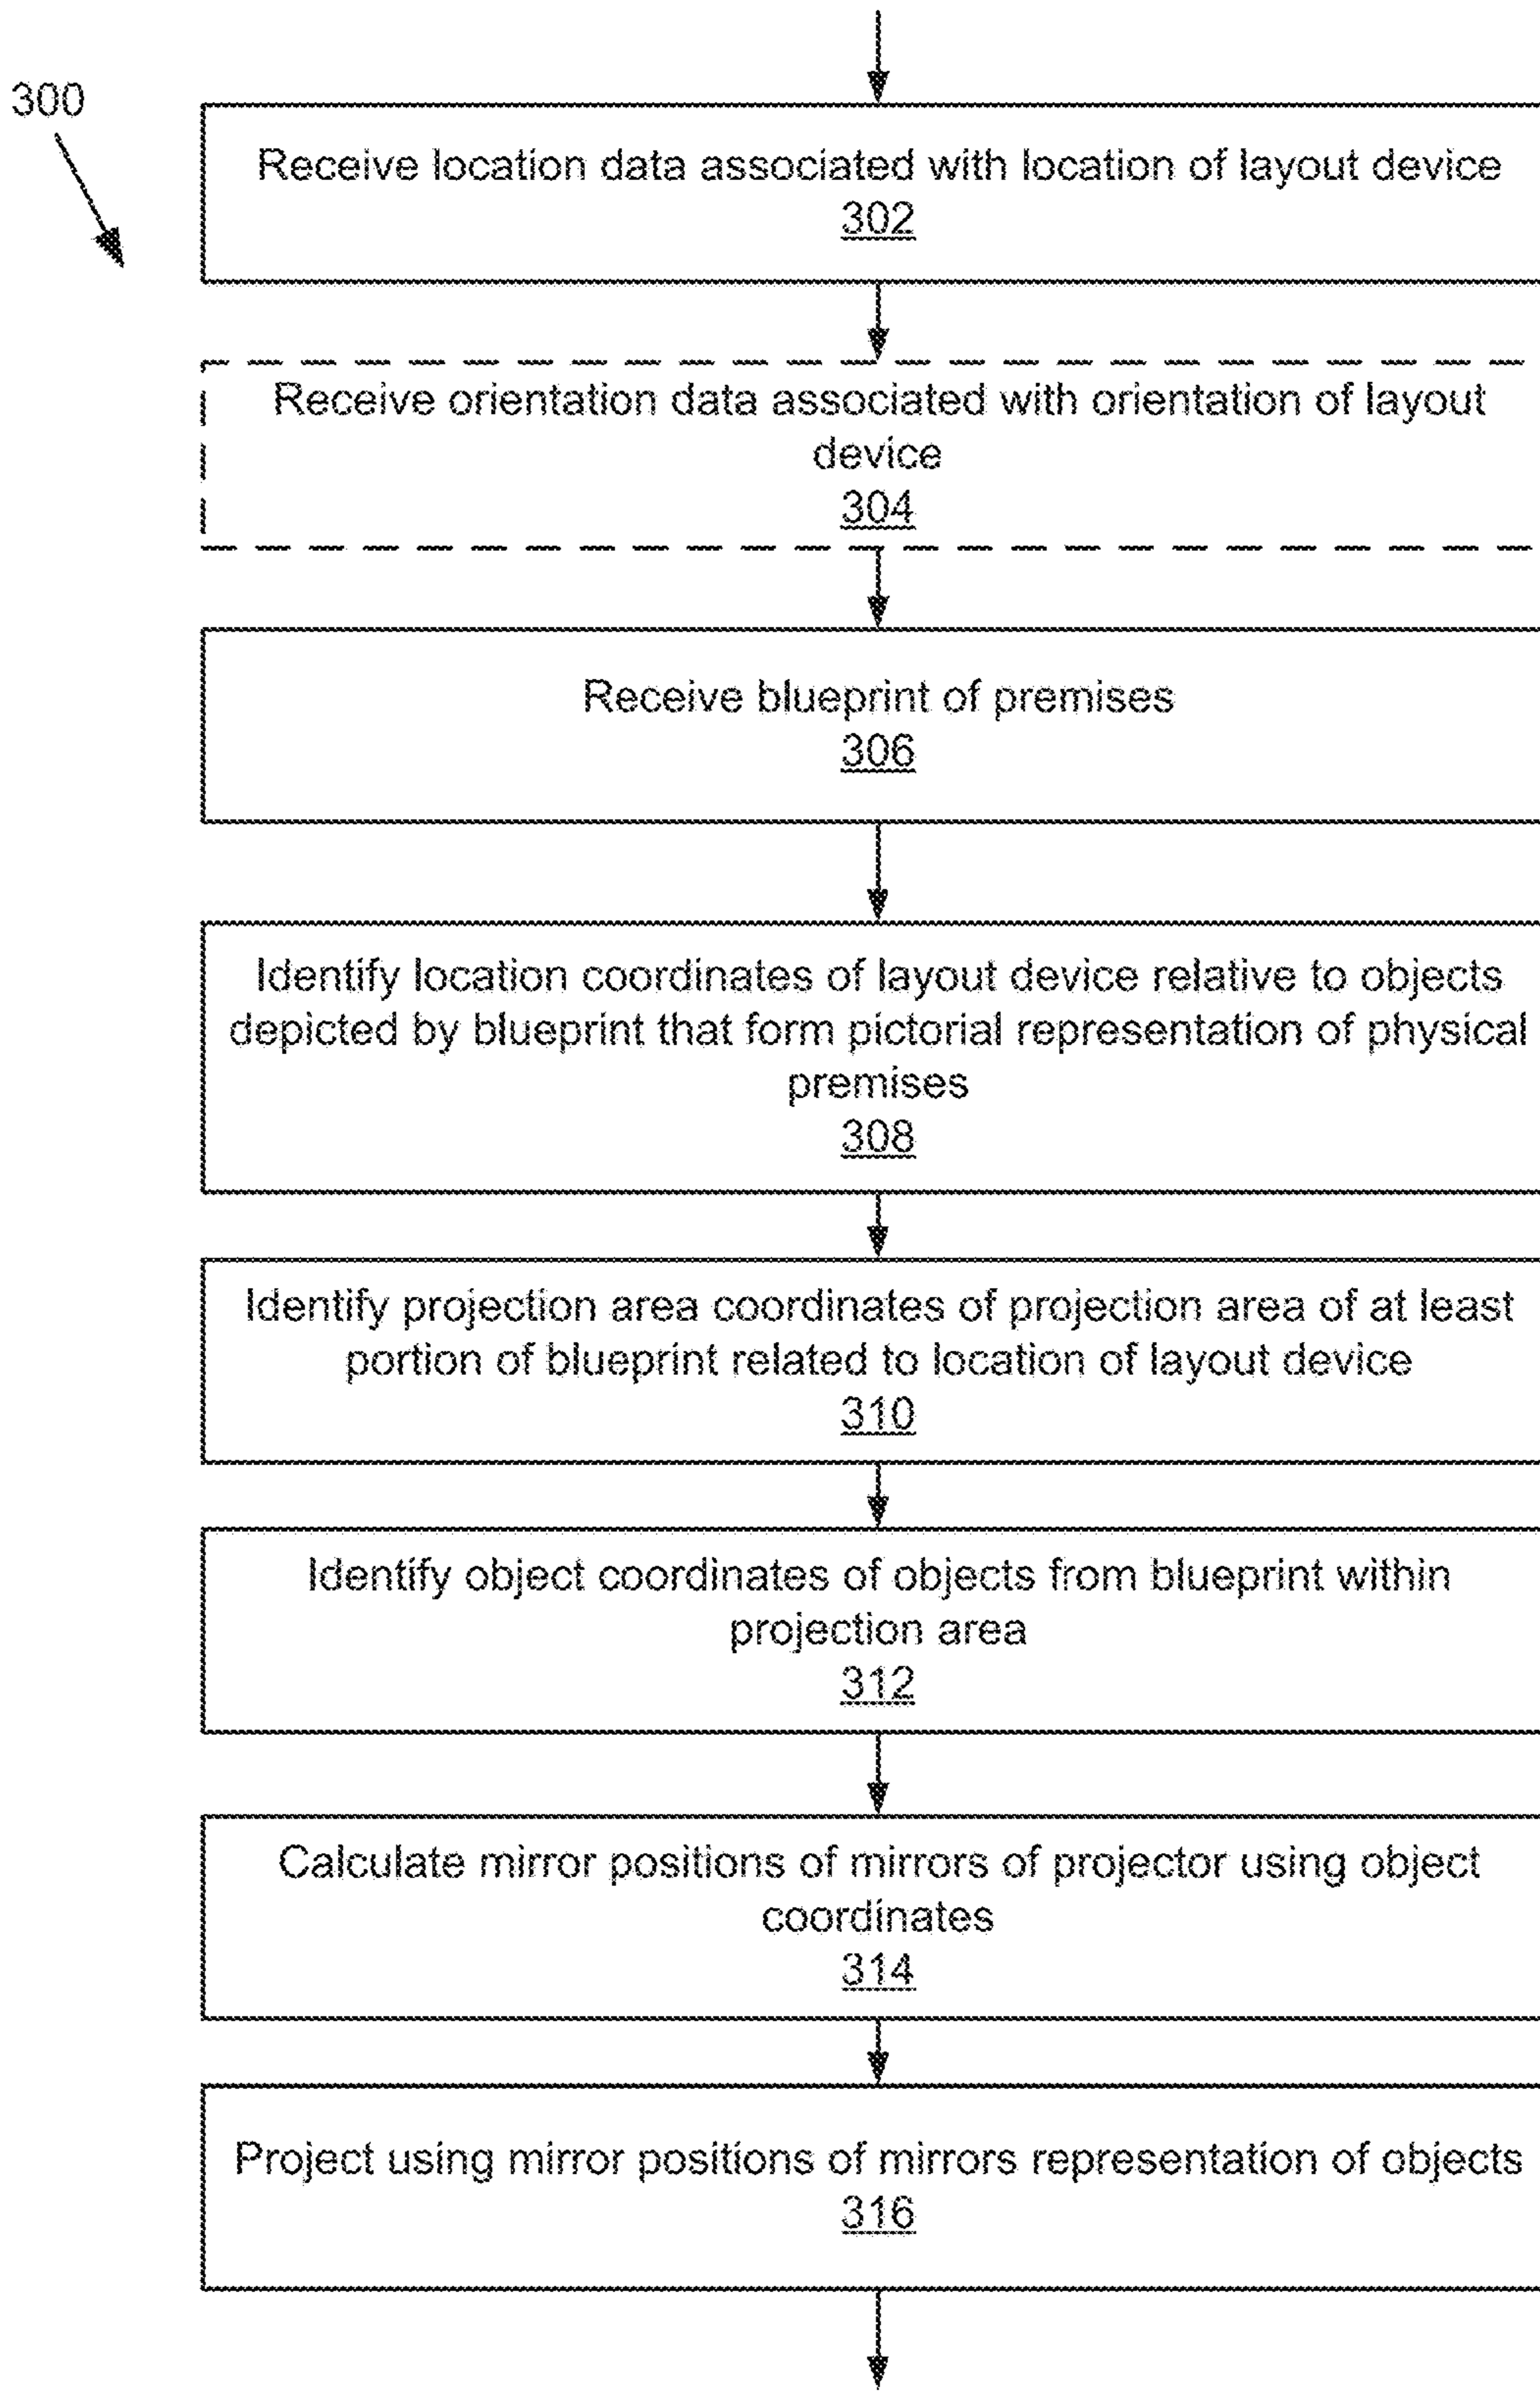 300
Receive location data associated with location of layout device
302
Receive orientation data associated with orientation of layout
device
304
Receive blueprint of premises
306
Identify location coordinates of layout device relative to objects
depicted by blueprint that form pictorial representation of physical
premises
308
Identify projection area coordinates of projection area of at least
portion of blueprint related to location of layout device
310
Identify object coordinates of objects from blueprint within
projection area
312
Calculate mirror positions of mirrors of projector using object
coordinates
314
Project using mirror positions of mirrors representation of objects
316